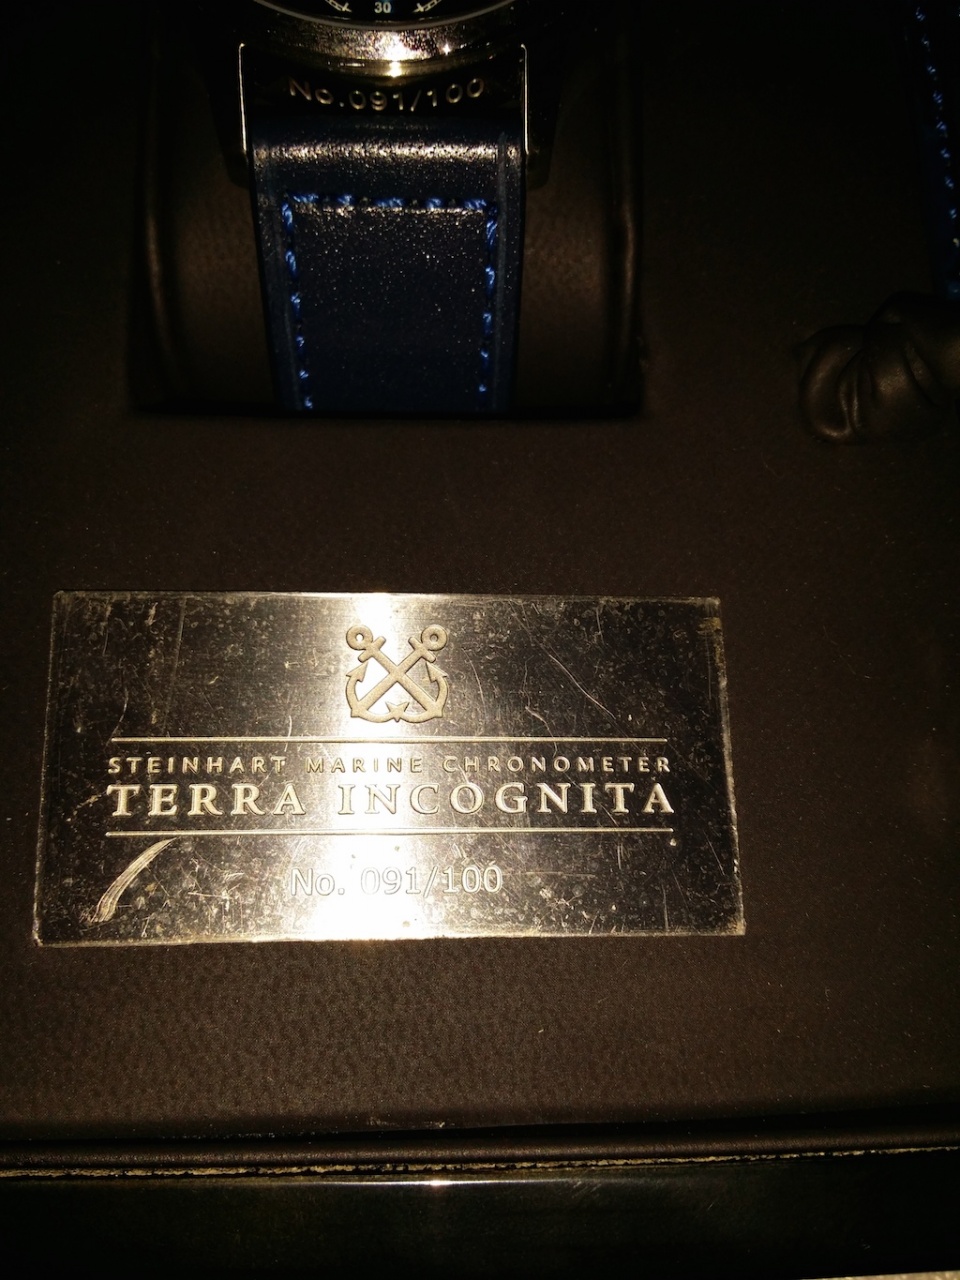 30
No.091/100
STEINHART MARINE CHRONOMETER
TERRA INCOGNITA
No. 091/100